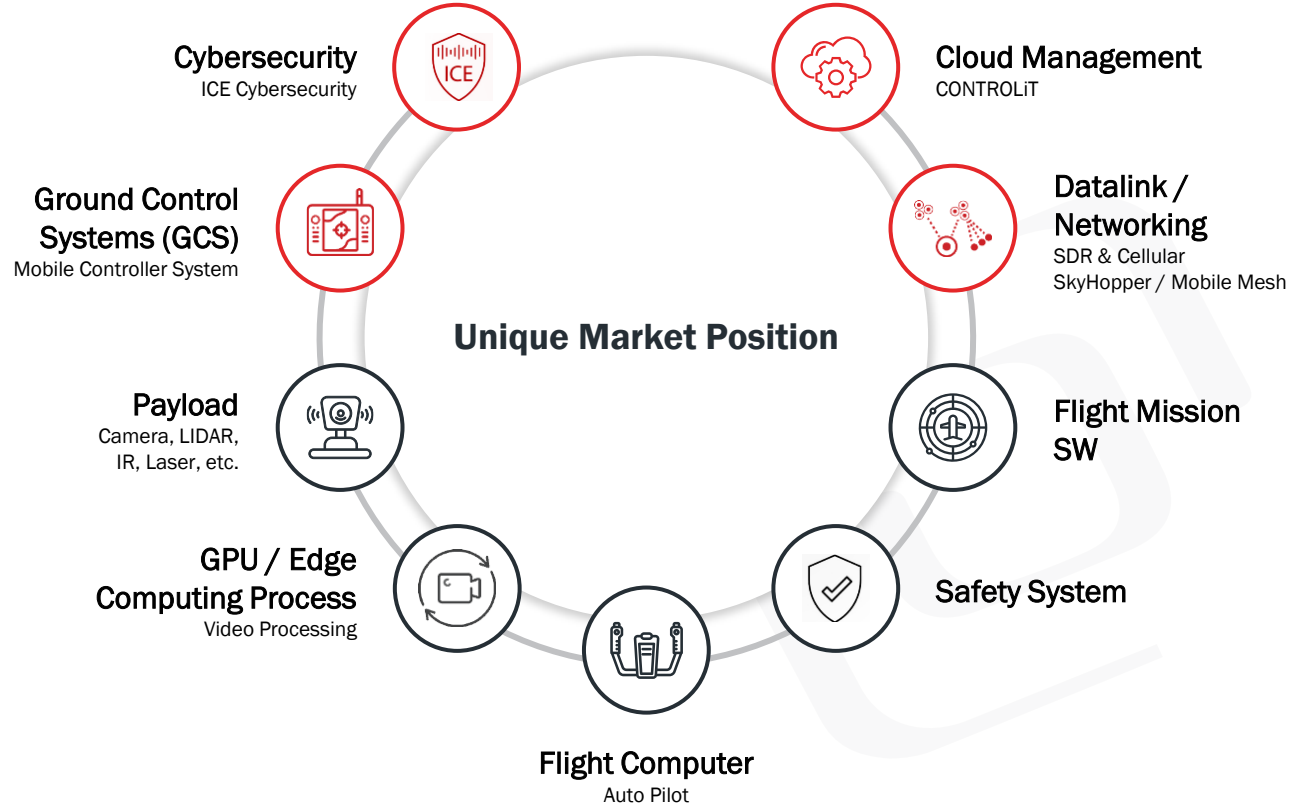 Cybersecurity
ICE Cybersecurity
ICE
Cloud Management
CONTROLiT
Ground Control
Systems (GCS)
Mobile Controller System
Datalink /
Networking
SDR & Cellular
SkyHopper / Mobile Mesh
Unique Market Position
Payload
Camera, LIDAR,
IR, Laser, etc.
Flight Mission
SW
GPU / Edge
Computing Process
Video Processing
Safety System
Flight Computer
Auto Pilot